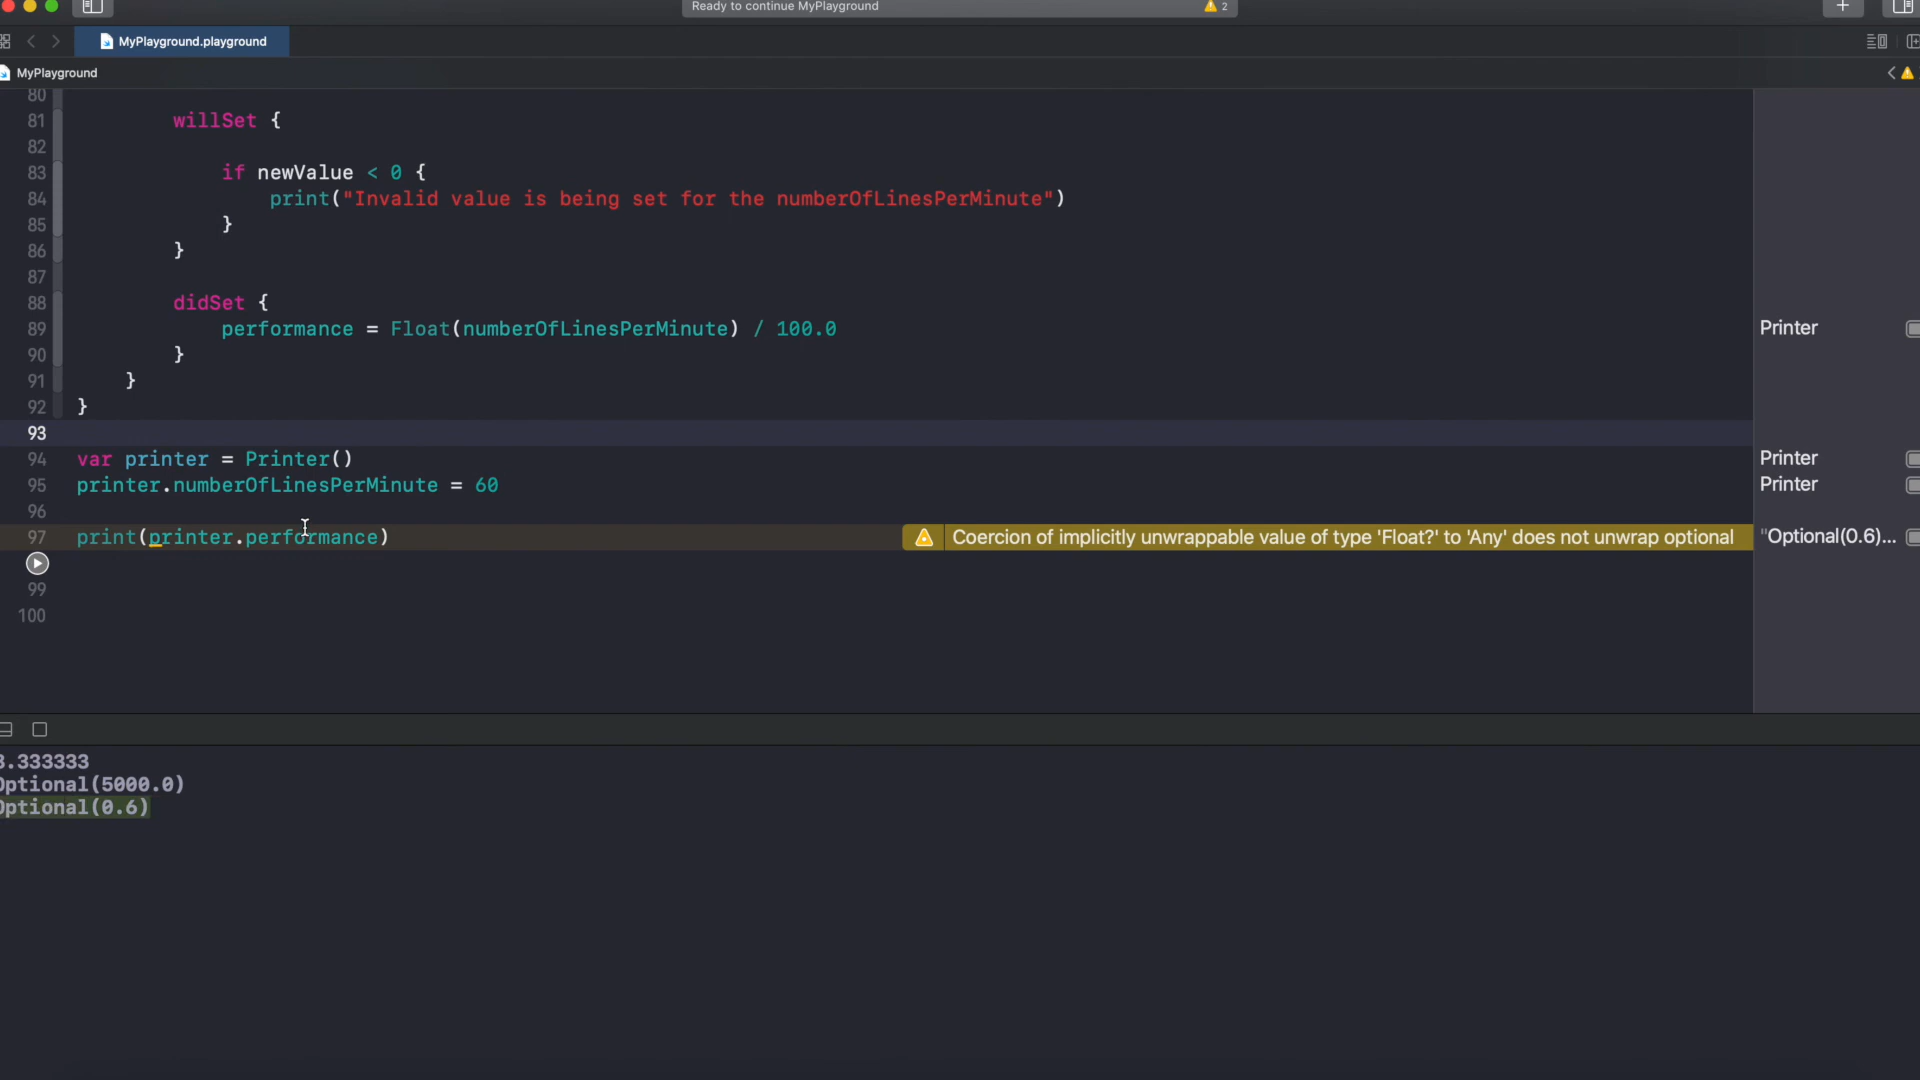 Ready to continue MyPlayground 2
MyPlayground.playground
MyPlayground
80
81 willSet {
82
83 if newValue < 0 {
84 print("Invalid value is being set for the numberOfLinesPerMinute")
85 }
86 }
87
88 didSet {
89 performance = Float(numberOfLinesPerMinute) / 100.0 Printer
90 }
91 }
92 }
93
94 var printer = Printer() Printer
95 printer.numberOfLinesPerMinute = 60 Printer
96
97 print(printer.performance) Coercion of implicitly unwrappable value of type 'Float?' to 'Any' does not unwrap optional "Optional(0.6)...
99
100
3.333333
Optional(5000.0)
Optional(0.6)